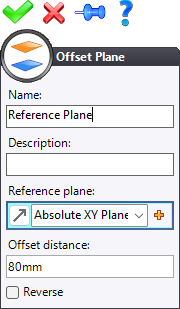 Offset Plane
Name:
Reference Plane
Description:
Reference plane:
Absolute XY Plane
Offset distance:
80mm
Reverse